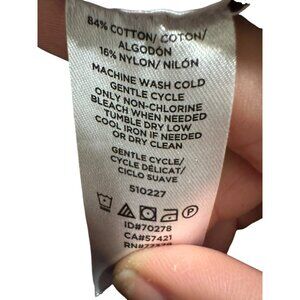 84% COTTON/ COTON/
ALGODÓN
16% NYLON/ NILÓN
MACHINE WASH COLD
GENTLE CYCLE
ONLY NON-CHLORINE
BLEACH WHEN NEEDED
TUMBLE DRY LOW
COOL IRON IF NEEDED
OR DRY CLEAN
GENTLE CYCLE/
CYCLE DÉLICAT/
CICLO SUAVE
510227
ID#70278
CA#57421